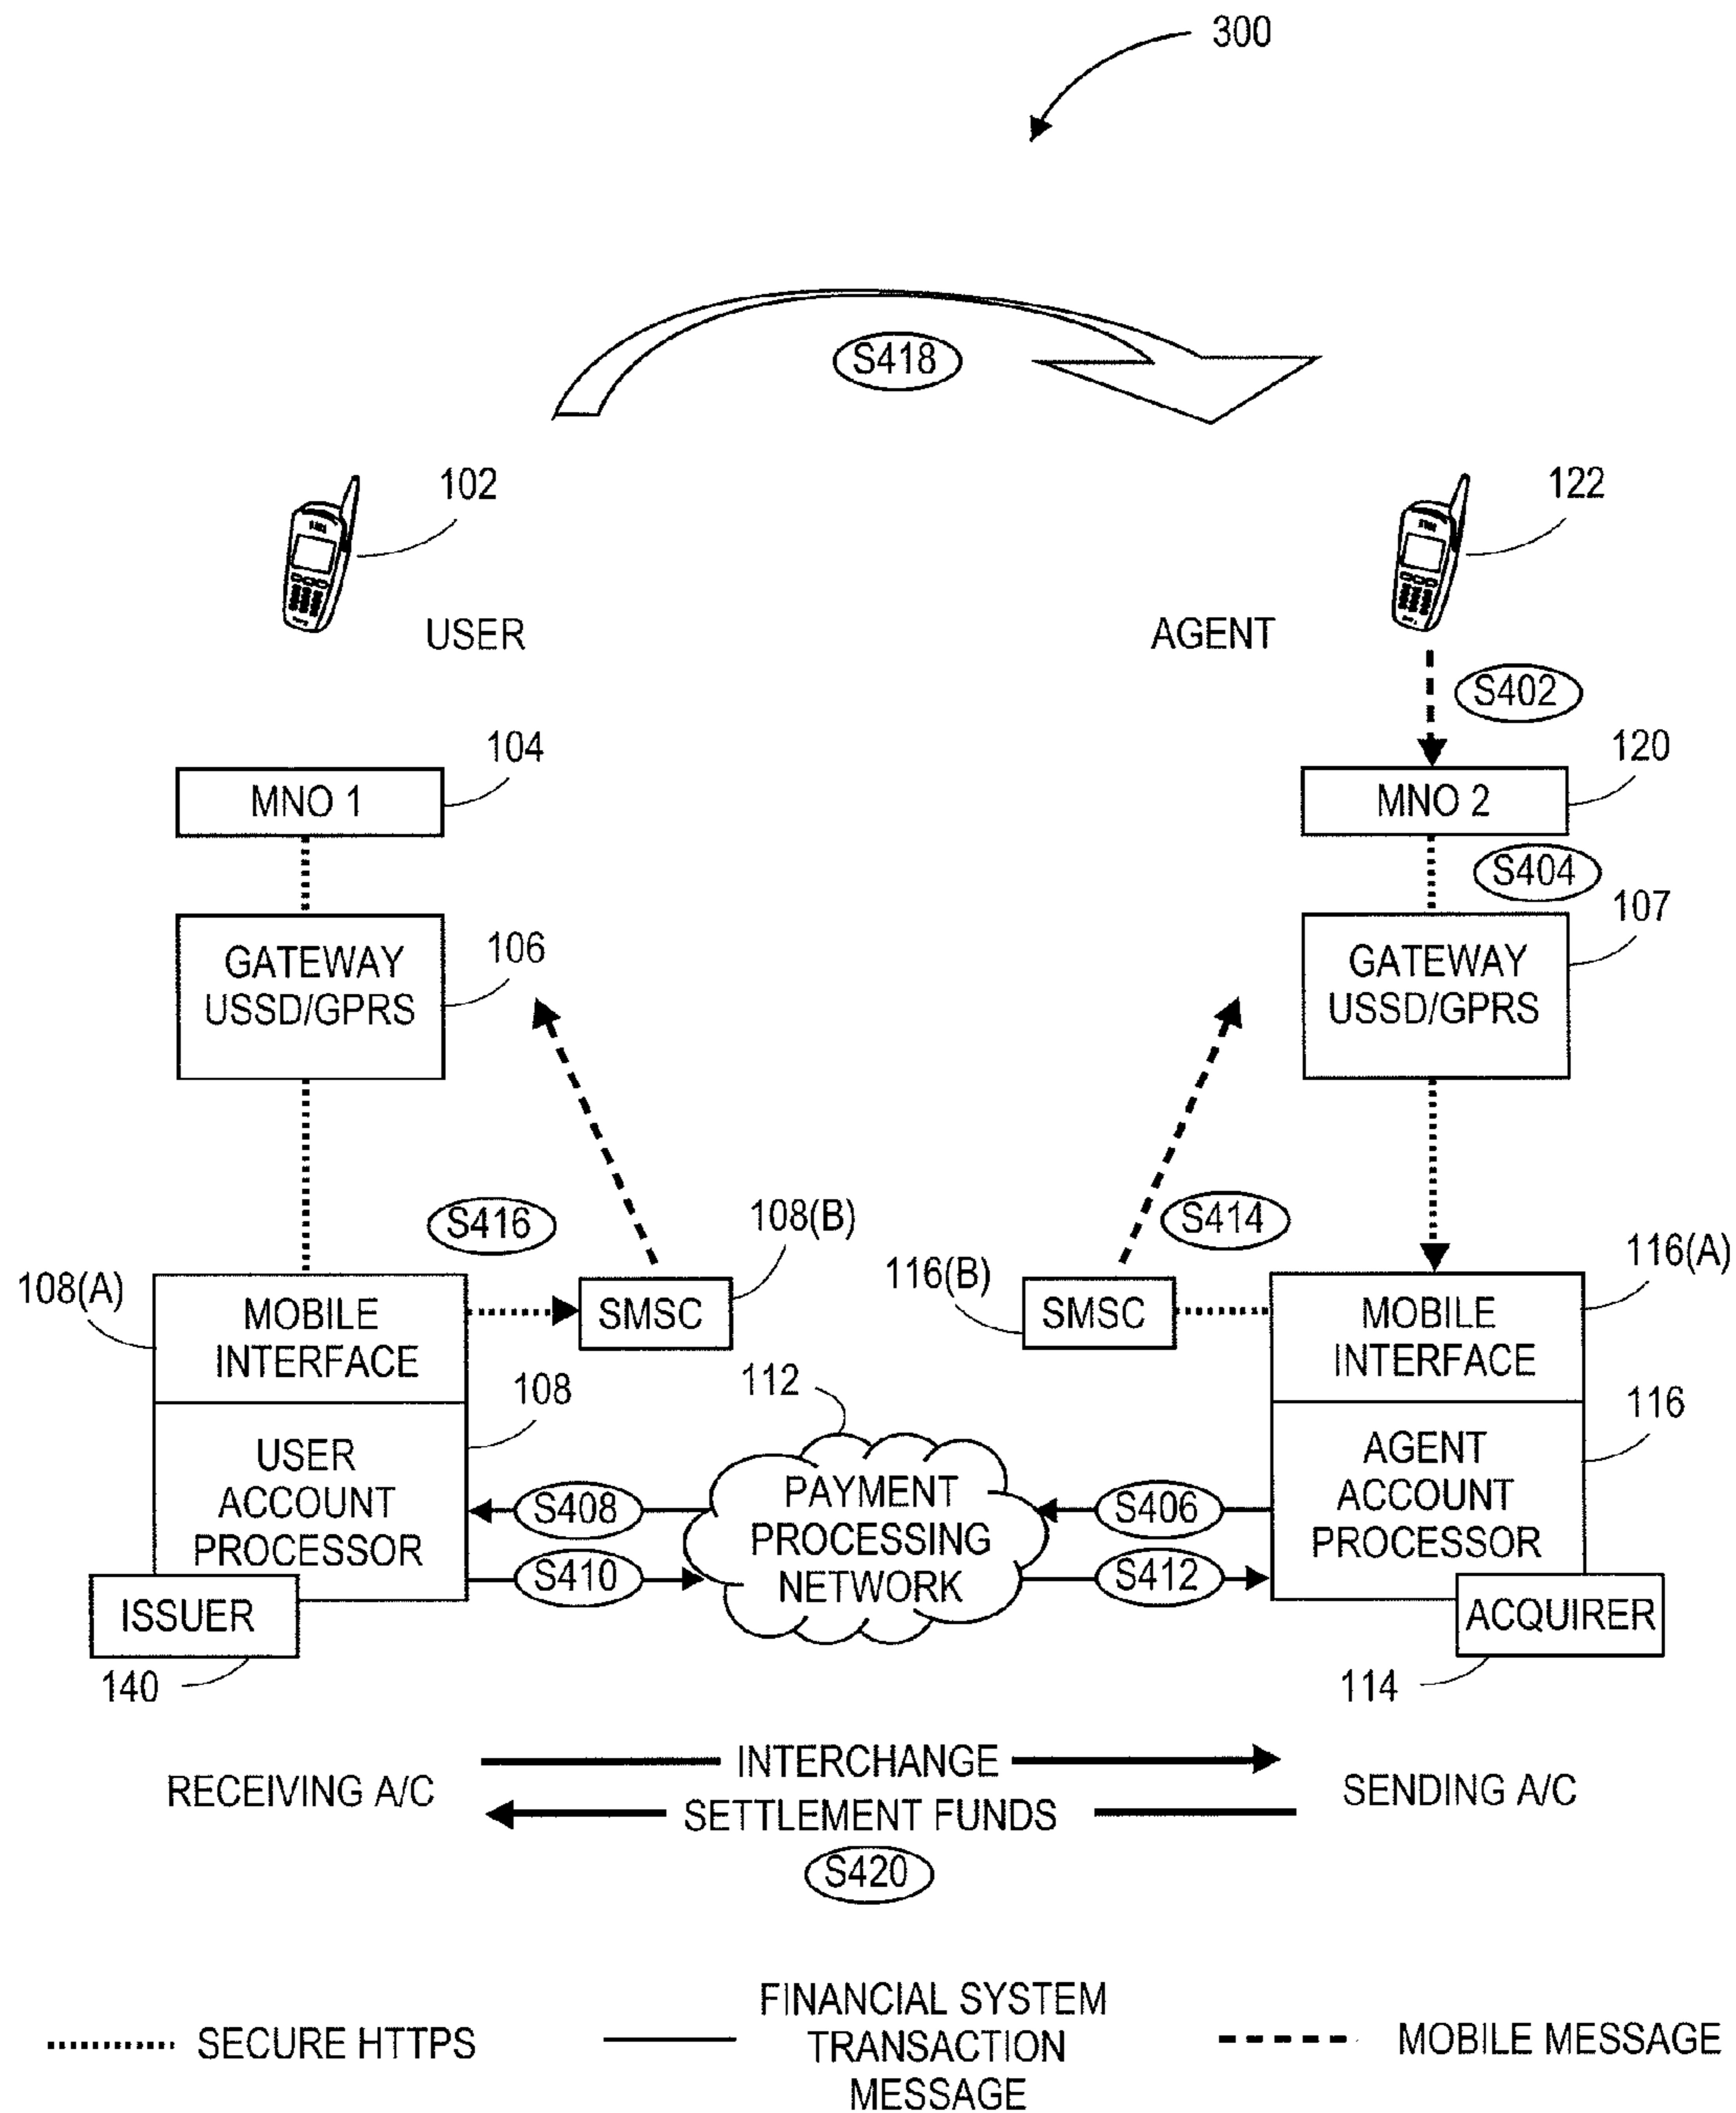 300
S418
102
122
USER
AGENT
S402
104
120
MNO 1
MNO 2
S404
107
106
GATEWAY
USSD/GPRS
GATEWAY
USSD/GPRS
S416
108(B)
S414
116(A)
108(A)
116(B)
MOBILE
INTERFACE
SMSC
SMSC
MOBILE
INTERFACE
112
108
116
USER
ACCOUNT
PROCESSOR
S408
S410
PAYMENT
PROCESSING
NETWORK
S406
S412
AGENT
ACCOUNT
PROCESSOR
ISSUER
ACQUIRER
140
114
INTERCHANGE
RECEIVING A/C
SENDING A/C
SETTLEMENT FUNDS
S420
SECURE HTTPS
FINANCIAL SYSTEM
TRANSACTION
MESSAGE
MOBILE MESSAGE